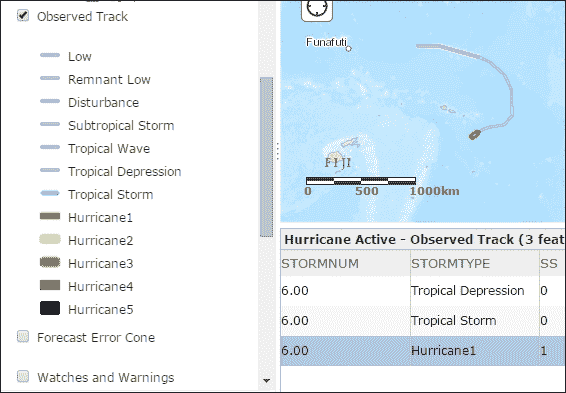 Observed Track
Low
Remnant Low
Disturbance
Subtropical Storm
Tropical Wave
Tropical Depression
Tropical Storm
Hurricane1
Hurricane2
Hurricane3
Hurricane4
Hurricane5
Forecast Error Cone
Watches and Warnings
Funafuti
FIJI
0 500 1000km
Hurricane Active - Observed Track (3 feat
STORMNUM STORMTYPE SS
6.00 Tropical Depression 0
6.00 Tropical Storm 0
6.00 Hurricane1 1